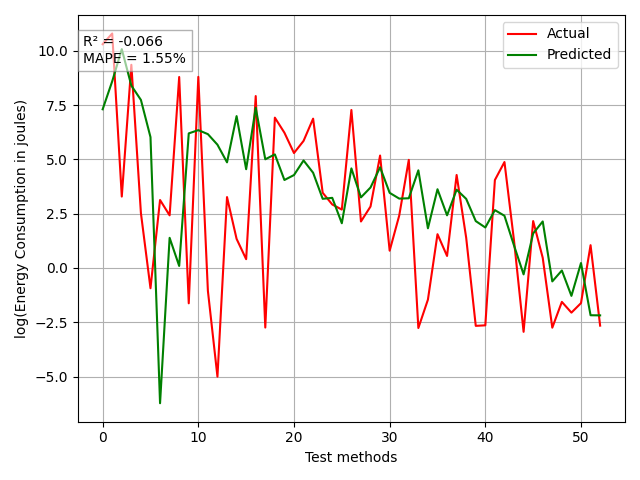 R² = -0.066
MAPE = 1.55%
Actual
Predicted
log(Energy Consumption in joules)
10.0
7.5
5.0
2.5
0.0
−2.5
−5.0
0 10 20 30 40 50
Test methods